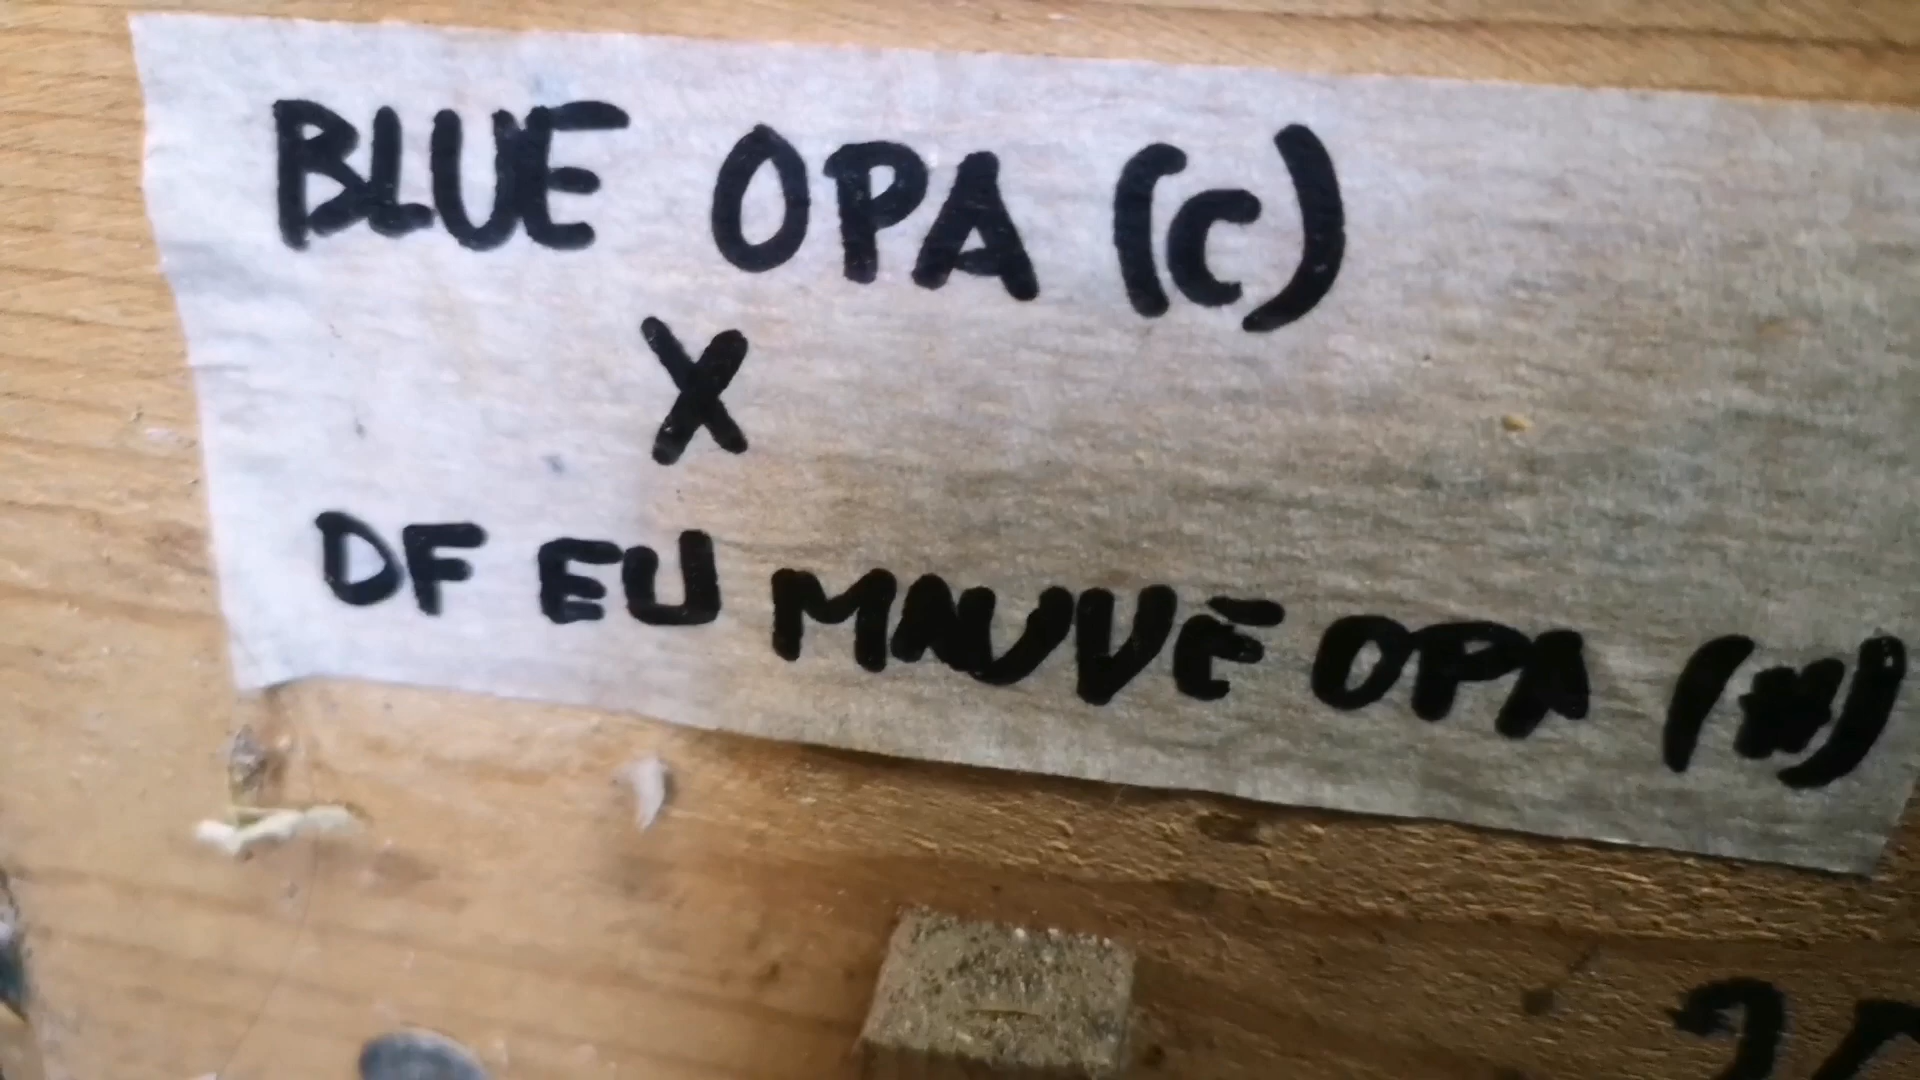 BLUE OPA (C)
X
DF EU MAUVE OPA (H)